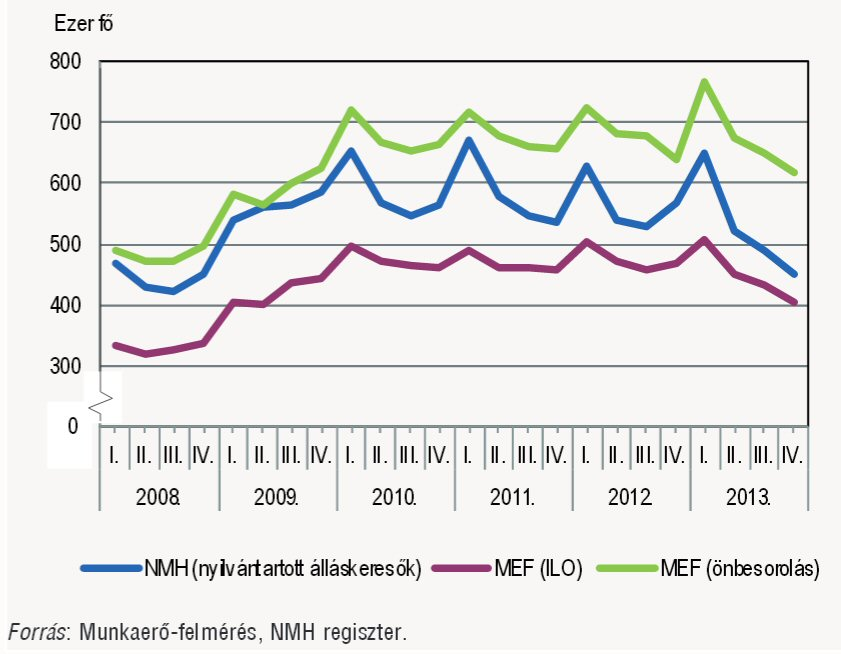 Ezer fő
800
700
600
500
400
300
0
I. II. III. IV. I. II. III. IV. I. II. III. IV. I. II. III. IV. I. II. III. IV. I. II. III. IV.
2008. 2009. 2010. 2011. 2012. 2013.
NMH (nyilvántartott álláskeresők) MEF (ILO) MEF (önbesorolás)
Forrás: Munkaerő-felmérés, NMH regiszter.